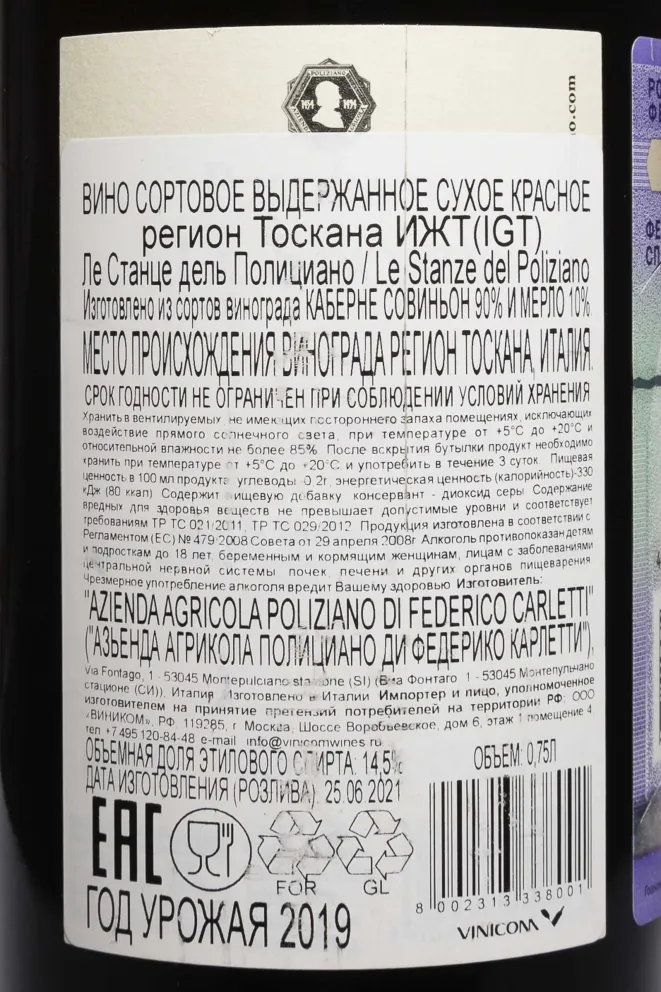 POLIZIANO
1454 1494
o.com
ВИНО СОРТОВОЕ ВЫДЕРЖАННОЕ СУХОЕ КРАСНОЕ
регион Тоскана ИЖТ(IGT)
Ле Станце дель Полициано / Le Stanze del Poliziano
Изготовлено из сортов винограда КАБЕРНЕ СОВИНЬОН 90% И МЕРЛО 10%.
МЕСТО ПРОИСХОЖДЕНИЯ ВИНОГРАДА РЕГИОН ТОСКАНА, ИТАЛИЯ.
СРОК ГОДНОСТИ НЕ ОГРАНИЧЕН ПРИ СОБЛЮДЕНИИ УСЛОВИЙ ХРАНЕНИЯ
Хранить в вентилируемых, не имеющих постороннего запаха помещениях, исключающих
воздействие прямого солнечного света, при температуре от +5°С до +20°С и
относительной влажности не более 85%. После вскрытия бутылки продукт необходимо
хранить при температуре от +5°С до +20°С и употребить в течение 3 суток. Пищевая
ценность в 100 мл продукта: углеводы -0,2г, энергетическая ценность (калорийность)-330
кДж (80 ккал). Содержит пищевую добавку консервант - диоксид серы. Содержание
вредных для здоровья веществ не превышает допустимые уровни и соответствует
требованиям ТР ТС 021/2011, ТР ТС 029/2012. Продукция изготовлена в соответствии с
Регламентом (ЕС) №479/2008 Совета от 29 апреля 2008г. Алкоголь противопоказан детям
и подросткам до 18 лет, беременным и кормящим женщинам, лицам с заболеваниями
центральной нервной системы, почек, печени и других органов пищеварения.
Чрезмерное употребление алкоголя вредит Вашему здоровью. Изготовитель:
"AZIENDA AGRICOLA POLIZIANO DI FEDERICO CARLETTI"
("АЗЬЕНДА АГРИКОЛА ПОЛИЦИАНО ДИ ФЕДЕРИКО КАРЛЕТТИ"),
Via Fontago, 1 - 53045 Montepulciano stazione (SI) (Виа Фонтаго, 1 - 53045 Монтепульчано
стационе (СИ)), Италия. Изготовлено в Италии. Импортер и лицо, уполномоченное
изготовителем на принятие претензий потребителей на территории РФ: ООО
«ВИНИКОМ», РФ, 119285, г. Москва, Шоссе Воробьевское, дом 6, этаж 1 помещение 4
тел. +7 495 120-84-48 e-mail: info@vinicomwines.ru
ОБЪЕМНАЯ ДОЛЯ ЭТИЛОВОГО СПИРТА: 14,5%
ОБЪЕМ: 0,75Л
ДАТА ИЗГОТОВЛЕНИЯ (РОЗЛИВА): 25.06.2021
EAC
FOR
GL
8 002313 338001
ГОД УРОЖАЯ 2019
VINICOM